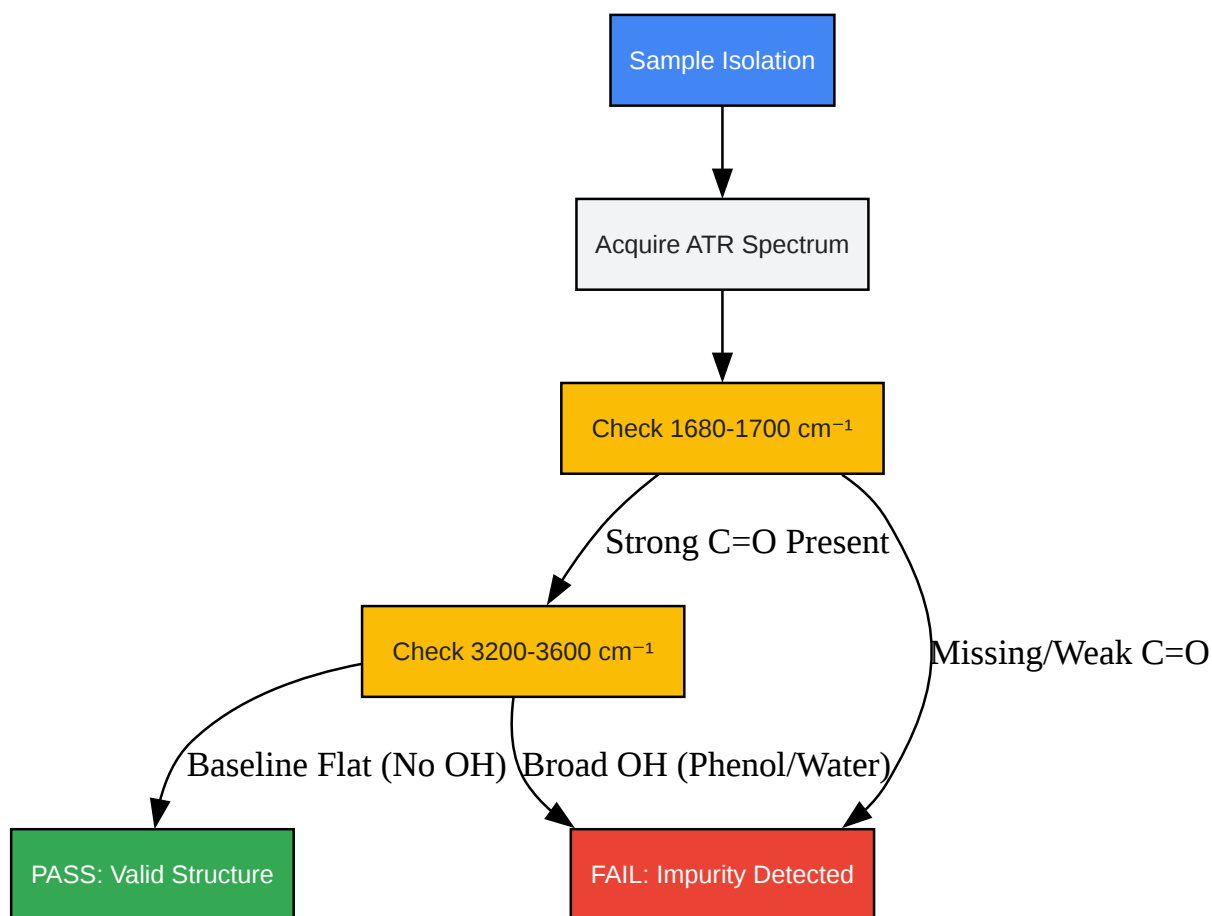 Sample Isolation
Acquire ATR Spectrum
Check 1680-1700 cm⁻¹
Strong C=O Present
Check 3200-3600 cm⁻¹
Missing/Weak C=O
Baseline Flat (No OH)
Broad OH (Phenol/Water)
PASS: Valid Structure
FAIL: Impurity Detected